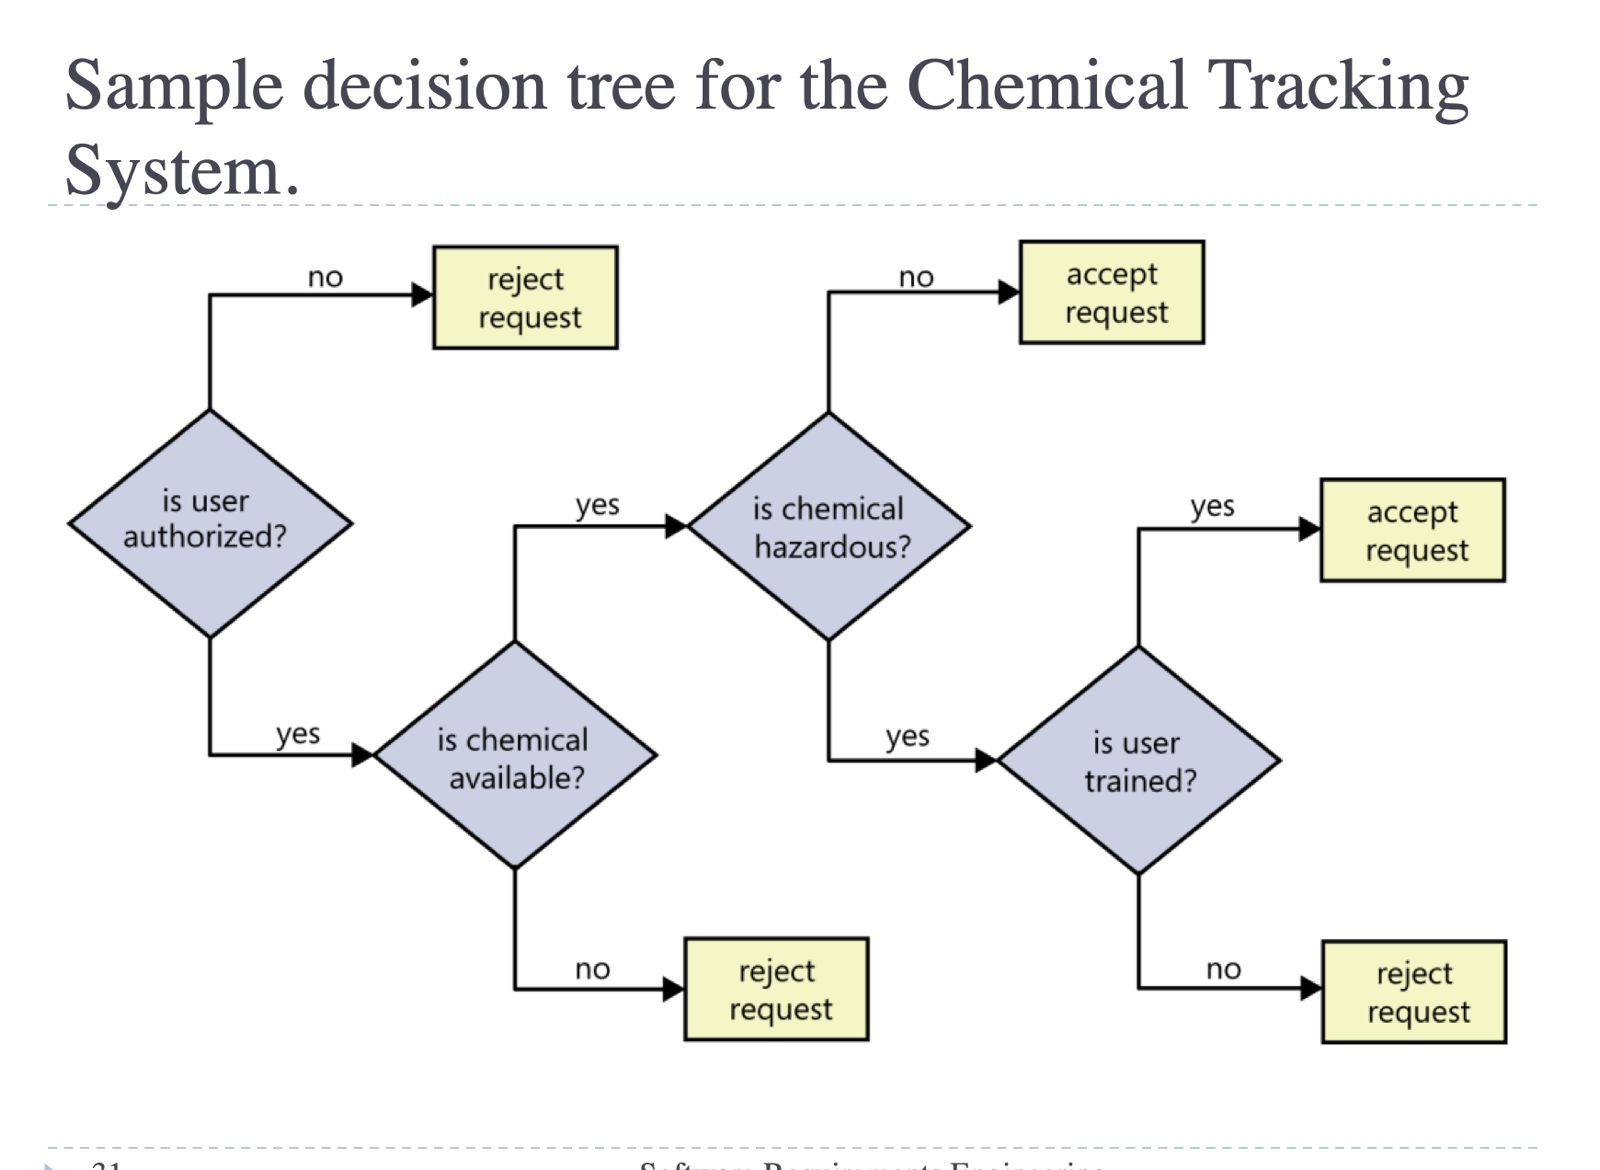 Sample decision tree for the Chemical Tracking
System.
no
reject
request
no
accept
request
is user
authorized?
yes
is chemical
hazardous?
yes
accept
request
yes
is chemical
available?
yes
is user
trained?
no
reject
request
no
reject
request
31
Software Requirements Engineering